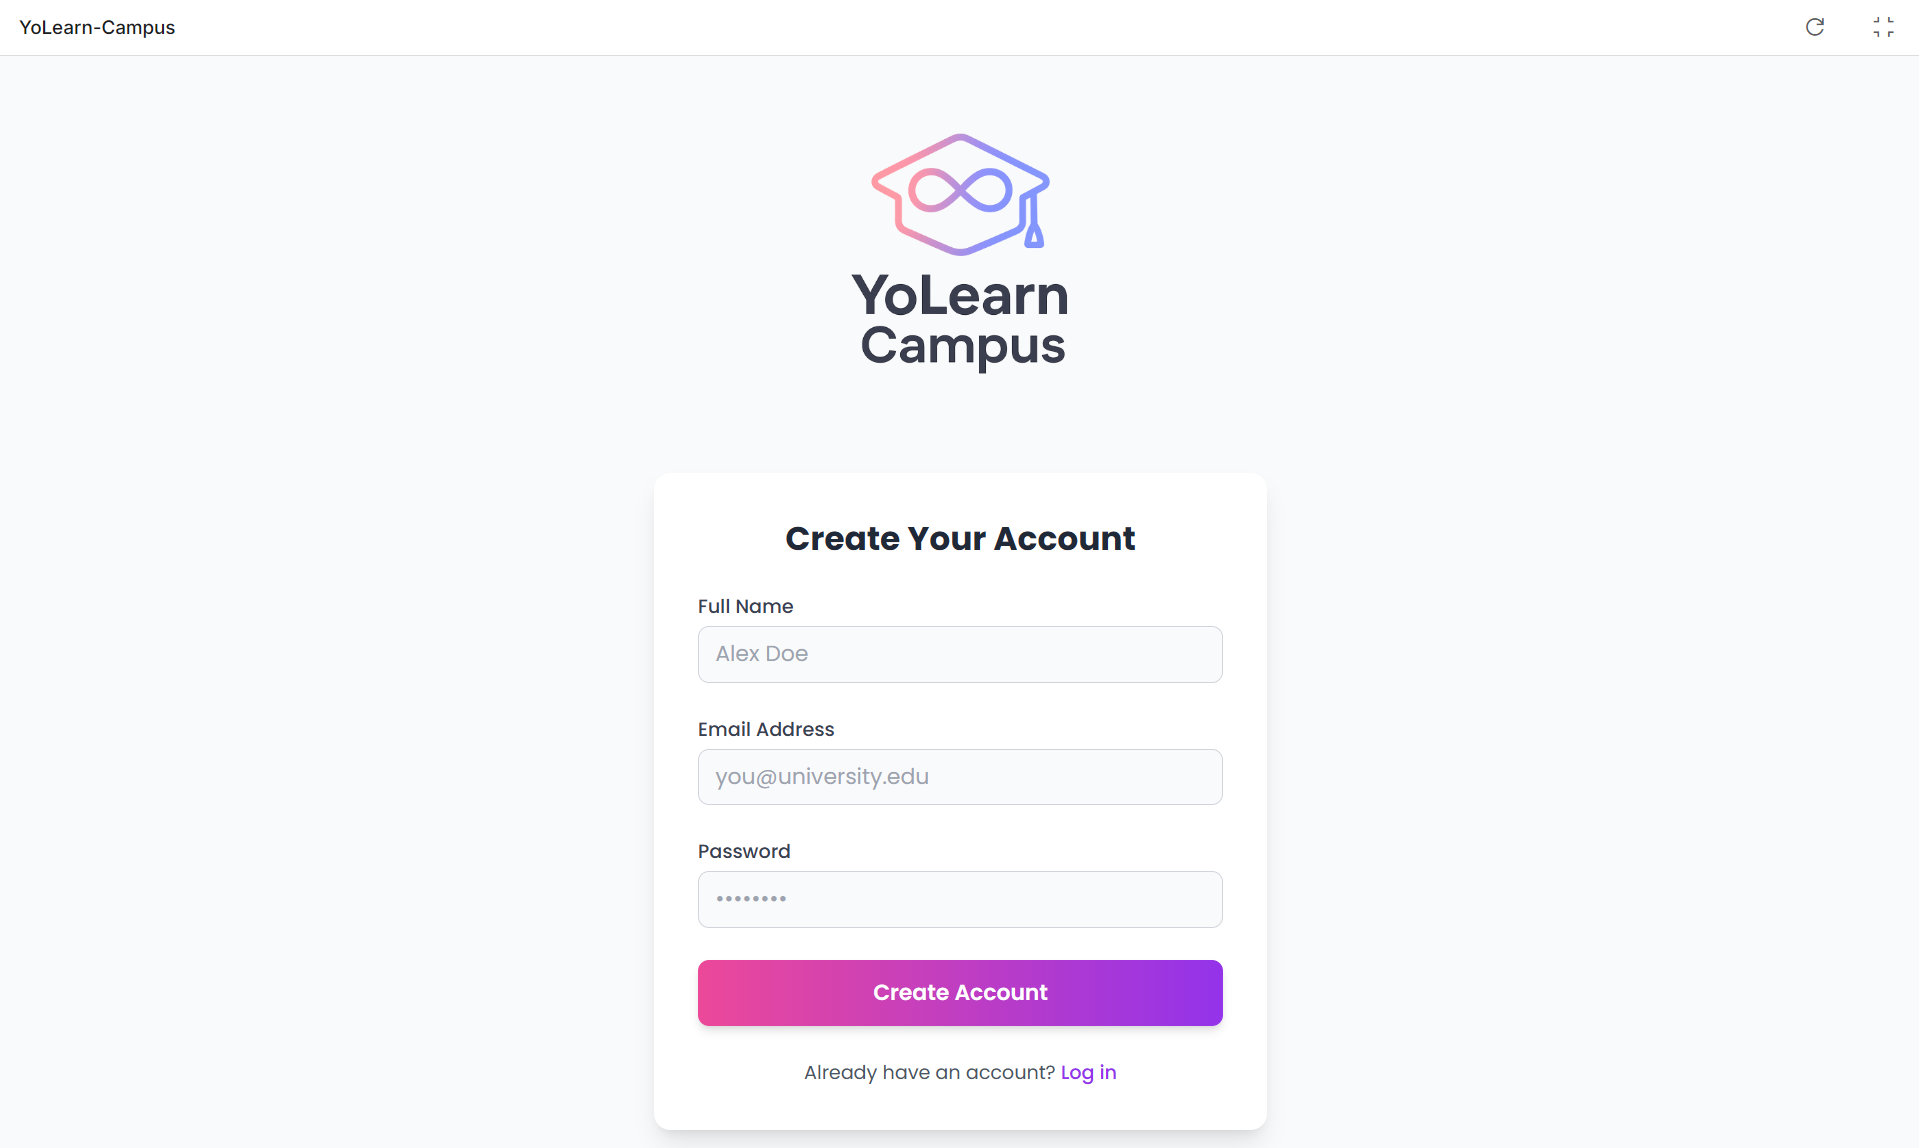 YoLearn-Campus
YoLearn
Campus
Create Your Account
Full Name
Alex Doe
Email Address
you@university.edu
Password
••••••••
Create Account
Already have an account? Log in